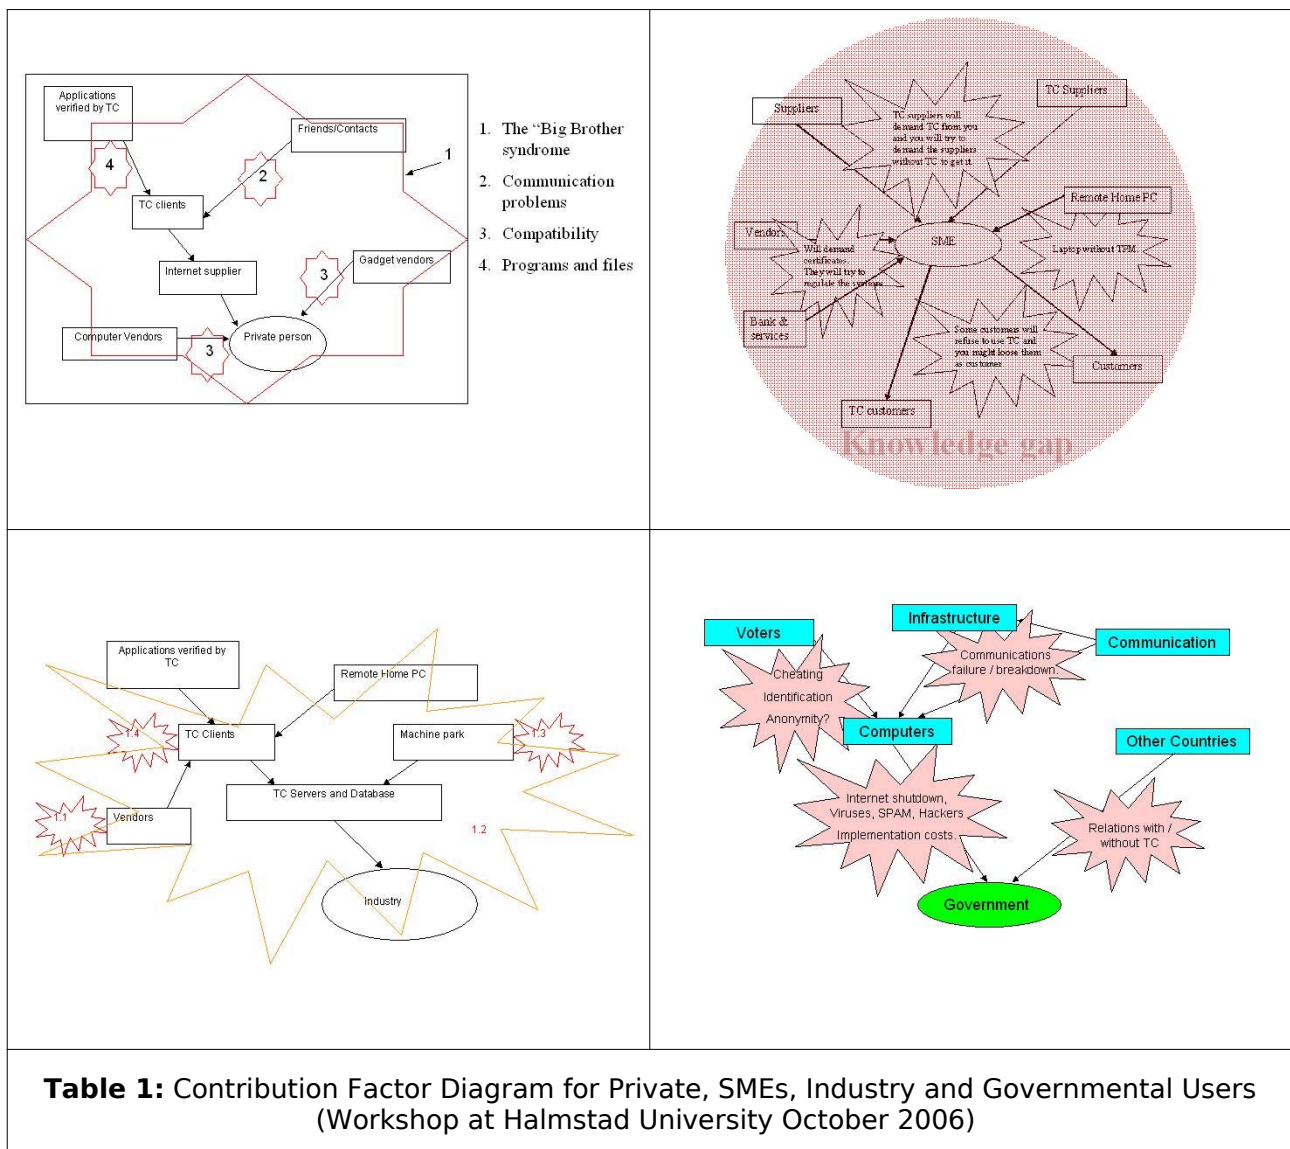 Applications
verified by TC
Friends/Contacts
4
2
1
TC clients
Internet supplier
3
Gadget vendors
Computer Vendors
3
Private person
1. The “Big Brother
syndrome
2. Communication
problems
3. Compatibility
4. Programs and files
Suppliers
TC Suppliers
TC suppliers will
demand TC from you
and you will try to
demand the suppliers
without TC to get it.
Remote Home PC
Vendors
SME
Laptop without TPM.
Will demand
certificates.
They will try to
regulate the systems
Bank &
services
Some customers will
refuse to use TC and
you might loose them
as customer
Customers
TC customers
Knowledge gap
Applications verified by
TC
Remote Home PC
1.4
TC Clients
Machine park
1.3
TC Servers and Database
1.1
Vendors
1.2
Industry
Voters
Infrastructure
Communication
Cheating
Identification
Anonymity?
Communications
failure / breakdown.
Computers
Other Countries
Internet shutdown,
Viruses, SPAM, Hackers
Implementation costs.
Relations with /
without TC
Government
Table 1: Contribution Factor Diagram for Private, SMEs, Industry and Governmental Users
(Workshop at Halmstad University October 2006)